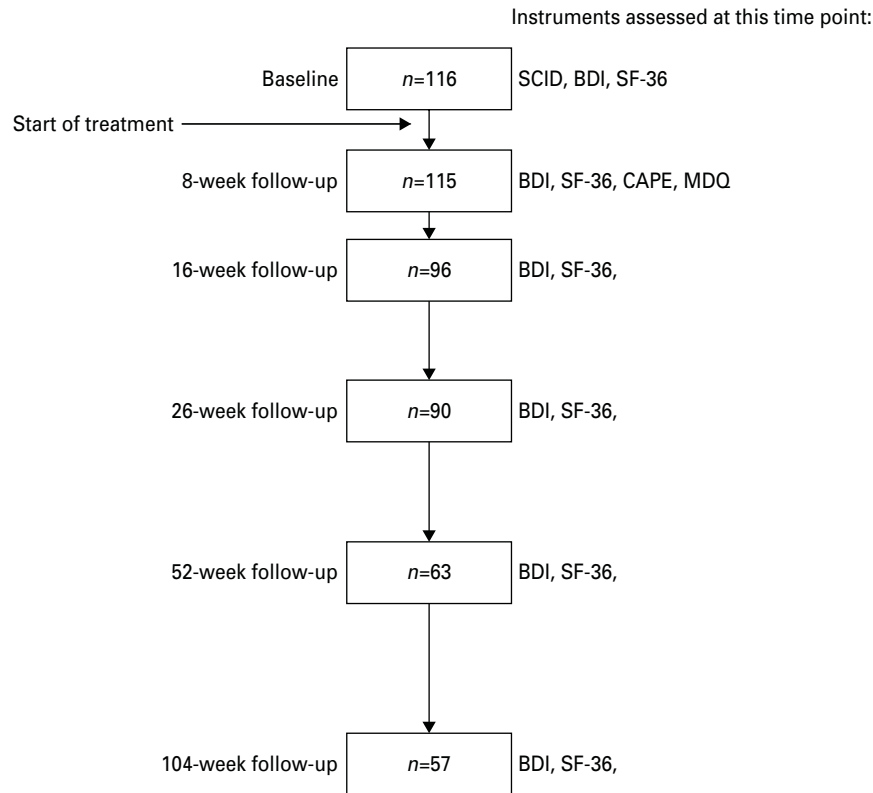 Instruments assessed at this time point:
Baseline n=116 SCID, BDI, SF-36
Start of treatment
8-week follow-up n=115 BDI, SF-36, CAPE, MDQ
16-week follow-up n=96 BDI, SF-36,
26-week follow-up n=90 BDI, SF-36,
52-week follow-up n=63 BDI, SF-36,
104-week follow-up n=57 BDI, SF-36,